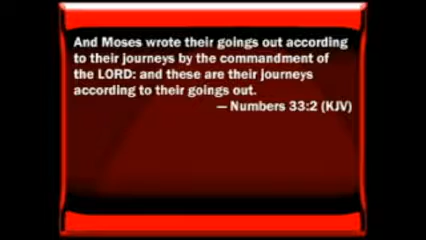 And Moses wrote their goings out according
to their journeys by the commandment of
the LORD: and these are their journeys
according to their goings out.
— Numbers 33:2 (KJV)